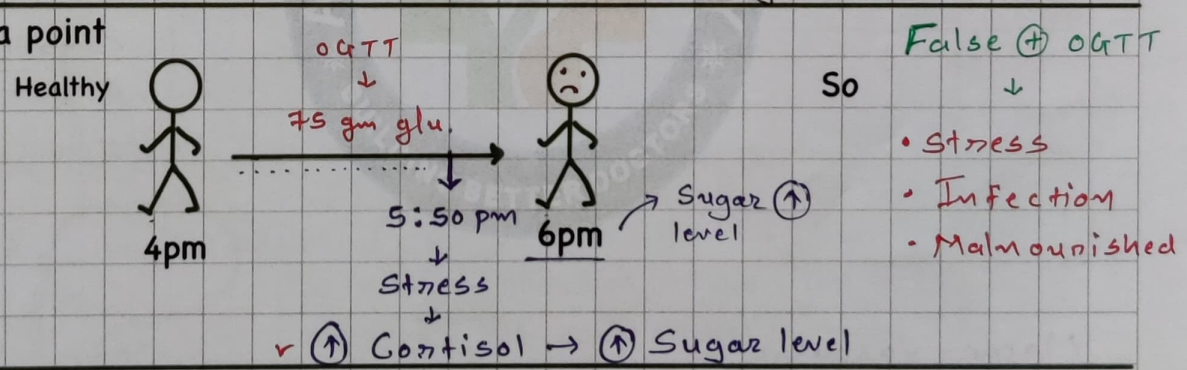 a point
Healthy
4pm
OGTT
↓
75 gm glu.
5:50 pm
↓
Stress
↓
↑ Cortisol → ↑ Sugar level
6pm
Sugar ↑
level
So
False ⊕ OGTT
↓
• Stress
• Infection
• Malnourished